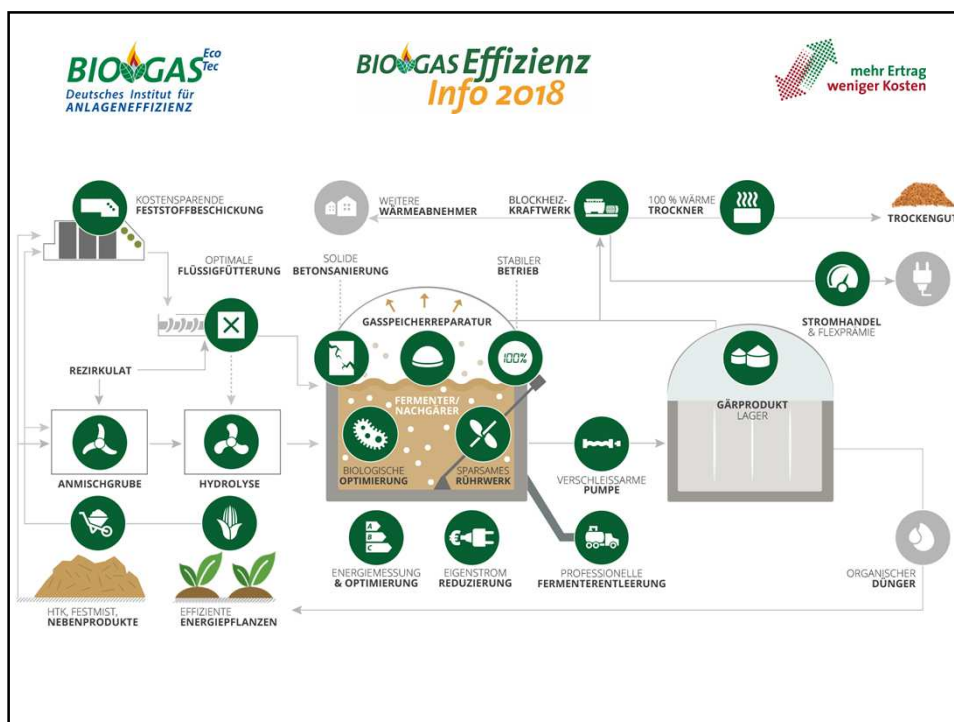 BIOGAS Eco
Tec
Deutsches Institut für
ANLAGENEFFIZIENZ
BIOGAS Effizienz
Info 2018
mehr Ertrag
weniger Kosten
KOSTENSPARENDE
FESTSTOFFBESCHICKUNG
WEITERE
WÄRMEABNEHMER
BLOCKHEIZ-
KRAFTWERK
100 % WÄRME
TROCKNER
TROCKENGUT
OPTIMALE
FLÜSSIGFÜTTERUNG
SOLIDE
BETONSANIERUNG
STABILER
BETRIEB
STROMHANDEL
& FLEXPRÄMIE
GASSPEICHERREPARATUR
100%
REZIRKULAT
FERMENTER/
NACHGÄRER
GÄRPRODUKT
LAGER
BIOLOGISCHE
OPTIMIERUNG
SPARSAMES
RÜHRWERK
ANMISCHGRUBE
HYDROLYSE
VERSCHLEISSARME
PUMPE
A
B
C
€
ENERGIEMESSUNG
& OPTIMIERUNG
EIGENSTROM
REDUZIERUNG
PROFESSIONELLE
FERMENTERENTLEERUNG
ORGANISCHER
DÜNGER
HTK, FESTMIST,
NEBENPRODUKTE
EFFIZIENTE
ENERGIEPFLANZEN